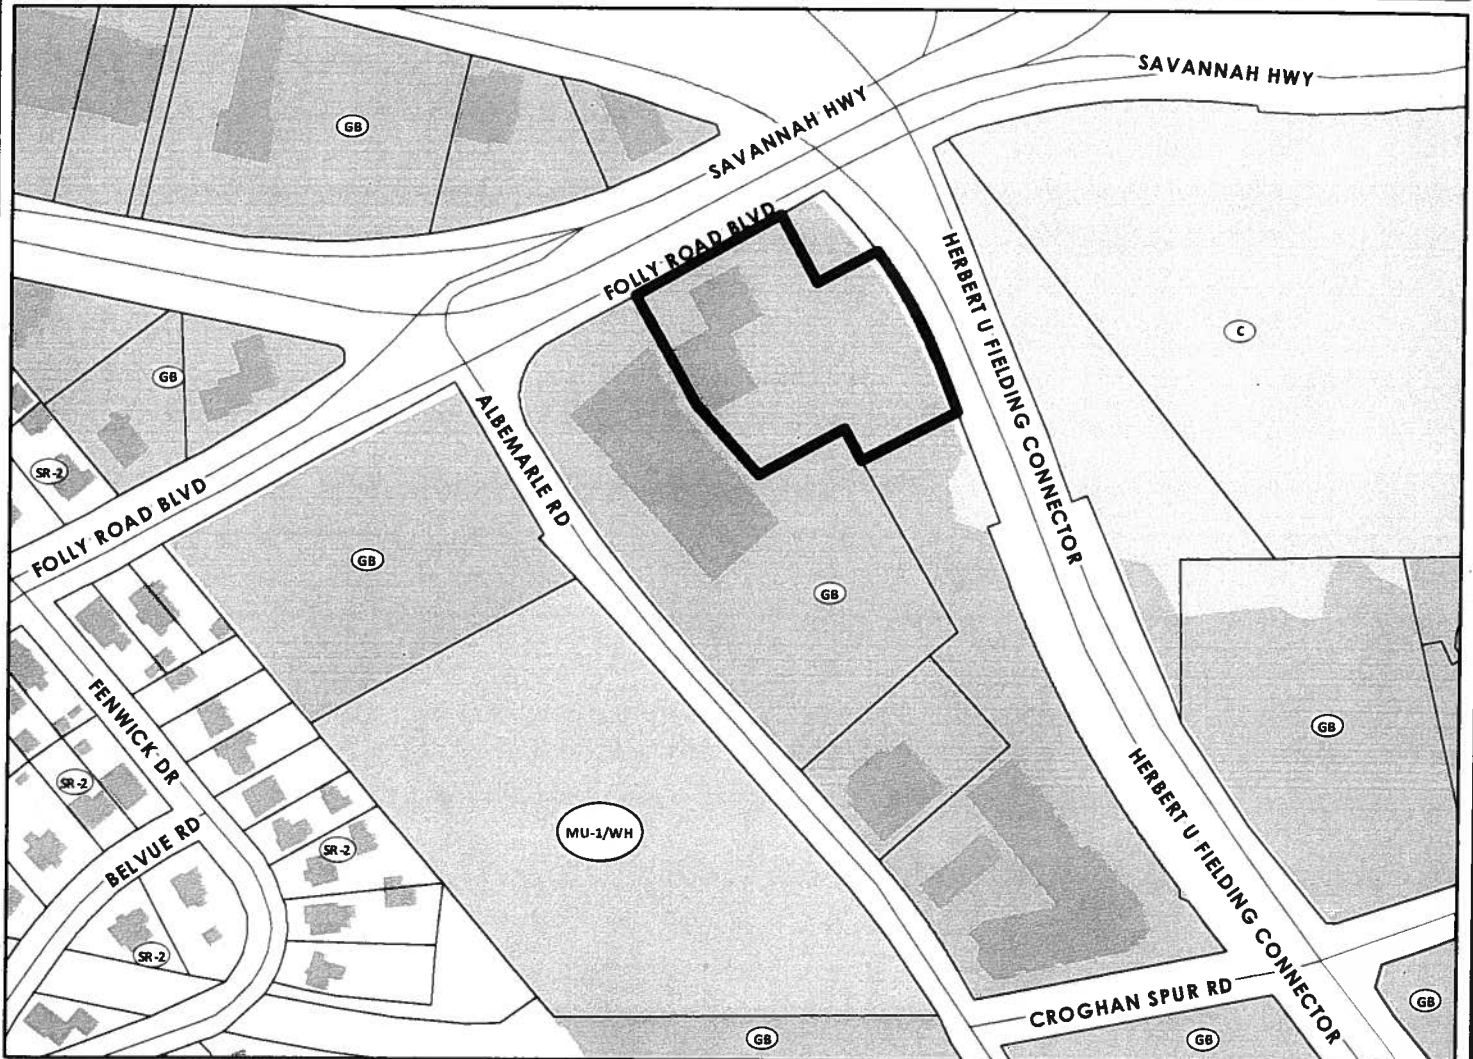 SAVANNAH HWY
SAVANNAH HWY
GB
FOLLY ROAD BLVD
HERBERT U FIELDING CONNECTOR
C
GB
ALBEMARLE RD
SR-2
FOLLY ROAD BLVD
GB
GB
FENWICK DR
GB
SR-2
HERBERT U FIELDING CONNECTOR
MU-1/WH
BELVUE RD
SR-2
SR-2
CROGHAN SPUR RD
GB
GB
GB